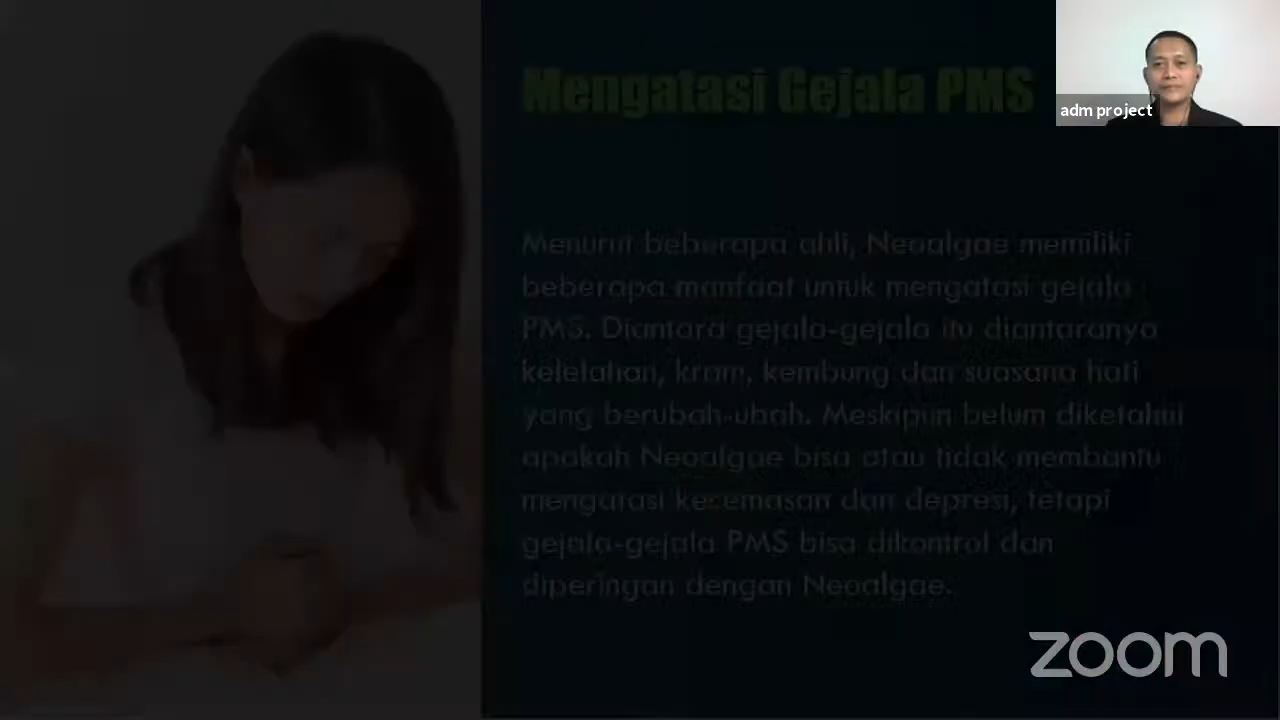 Mengatasi Gejala PMS
adm project
Menurut beberapa ahli, Neoalgae memiliki
beberapa manfaat untuk mengatasi gejala
PMS. Diantara gejala-gejala itu diantaranya
kelelahan, kram, kembung dan suasana hati
yang berubah-ubah. Meskipun belum diketahui
apakah Neoalgae bisa atau tidak membantu
mengatasi kecemasan dan depresi, tetapi
gejala-gejala PMS bisa dikontrol dan
diperingan dengan Neoalgae.
zoom